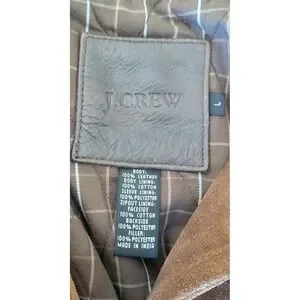 J.CREW
L
BODY:
100% LEATHER
BODY LINING:
100% COTTON
SLEEVE LINING:
100% POLYESTER
ZIPOUT LINING:
FACESIDE
100% COTTON
BACKSIDE
100% POLYESTER
FILLER:
100% POLYESTER
MADE IN INDIA